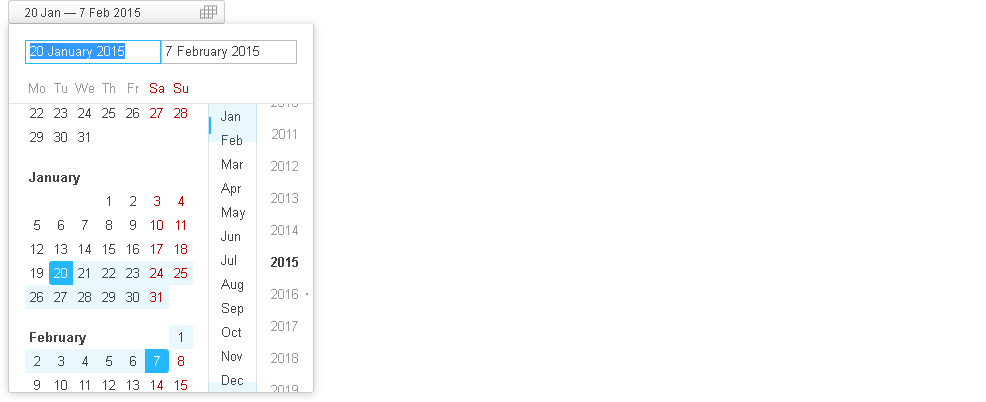 20 Jan — 7 Feb 2015
20 January 2015 7 February 2015
Mo Tu We Th Fr Sa Su
22 23 24 25 26 27 28
29 30 31
January
1 2 3 4
5 6 7 8 9 10 11
12 13 14 15 16 17 18
19 20 21 22 23 24 25
26 27 28 29 30 31
February 1
2 3 4 5 6 7 8
9 10 11 12 13 14 15
Jan
Feb
Mar
Apr
May
Jun
Jul
Aug
Sep
Oct
Nov
Dec
2010
2011
2012
2013
2014
2015
2016
2017
2018
2019